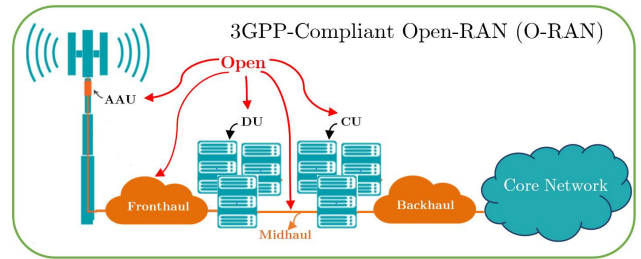 3GPP-Compliant Open-RAN (O-RAN)
Open
AAU
DU
CU
Fronthaul
Midhaul
Backhaul
Core Network